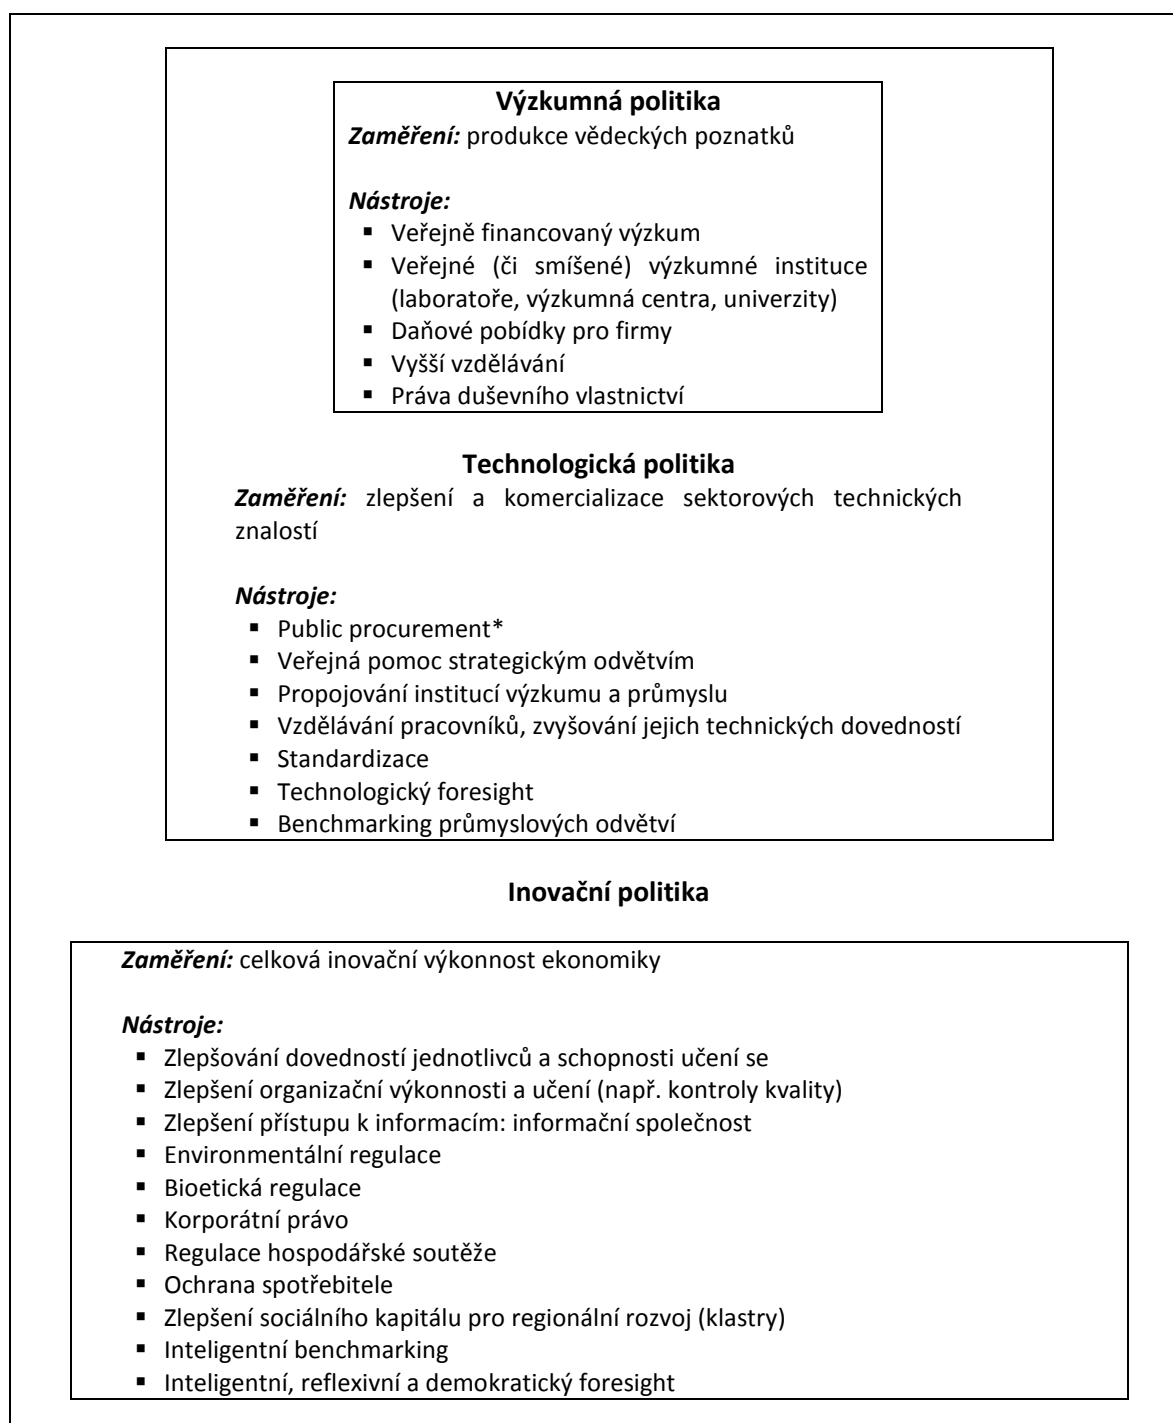 Výzkumná politika
Zaměření: produkce vědeckých poznatků
Nástroje:
▪ Veřejně financovaný výzkum
▪ Veřejné (či smíšené) výzkumné instituce
(laboratoře, výzkumná centra, univerzity)
▪ Daňové pobídky pro firmy
▪ Vyšší vzdělávání
▪ Práva duševního vlastnictví
Technologická politika
Zaměření: zlepšení a komercializace sektorových technických
znalostí
Nástroje:
▪ Public procurement*
▪ Veřejná pomoc strategickým odvětvím
▪ Propojování institucí výzkumu a průmyslu
▪ Vzdělávání pracovníků, zvyšování jejich technických dovedností
▪ Standardizace
▪ Technologický foresight
▪ Benchmarking průmyslových odvětví
Inovační politika
Zaměření: celková inovační výkonnost ekonomiky
Nástroje:
▪ Zlepšování dovedností jednotlivců a schopnosti učení se
▪ Zlepšení organizační výkonnosti a učení (např. kontroly kvality)
▪ Zlepšení přístupu k informacím: informační společnost
▪ Environmentální regulace
▪ Bioetická regulace
▪ Korporátní právo
▪ Regulace hospodářské soutěže
▪ Ochrana spotřebitele
▪ Zlepšení sociálního kapitálu pro regionální rozvoj (klastry)
▪ Inteligentní benchmarking
▪ Inteligentní, reflexivní a demokratický foresight